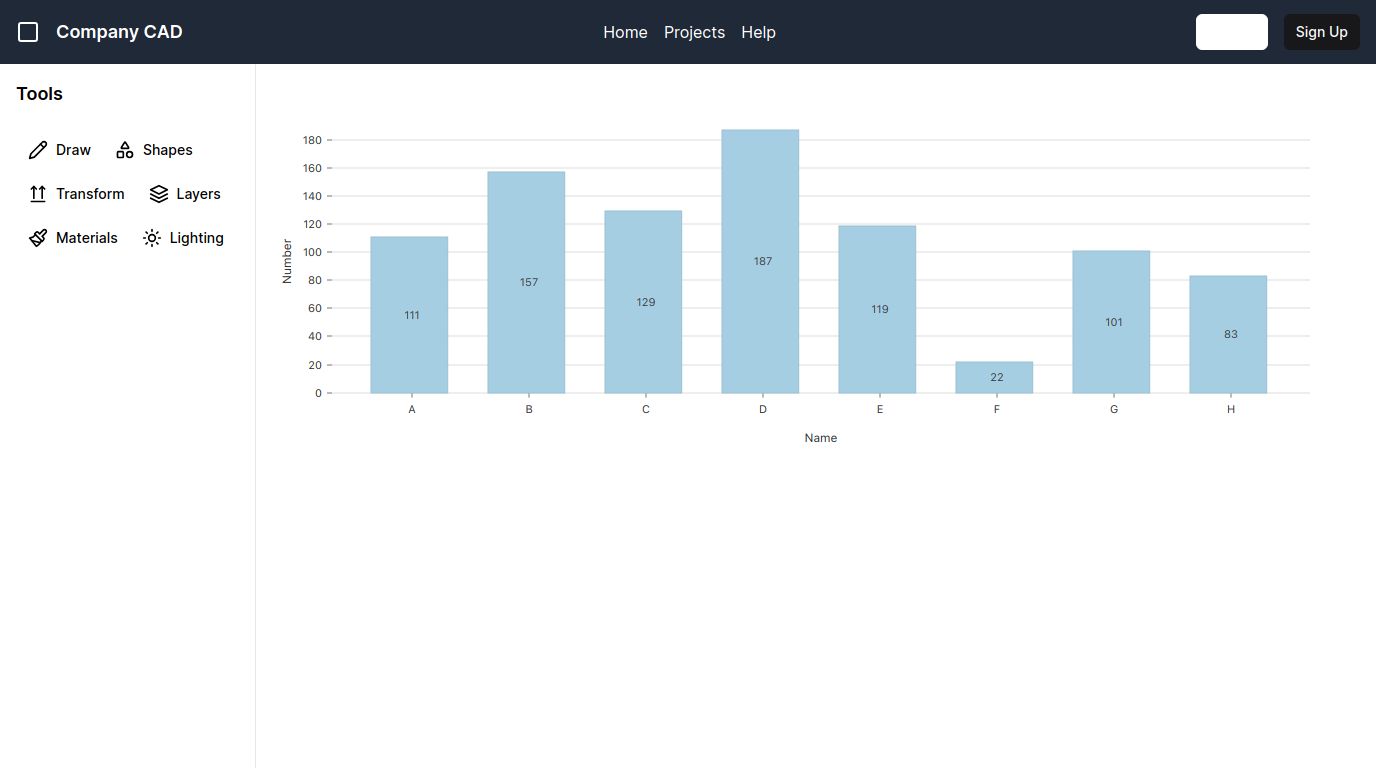 Company CAD
Home Projects Help
Sign Up
Tools
Draw Shapes
Transform Layers
Materials Lighting
180
160
140
120
100
80
60
40
20
0
Number
111
157
129
187
119
22
101
83
A B C D E F G H
Name